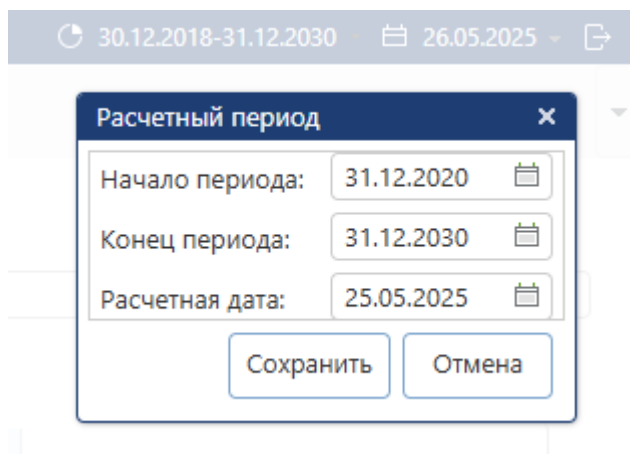 30.12.2018-31.12.2030 26.05.2025
Расчетный период
Начало периода: 31.12.2020
Конец периода: 31.12.2030
Расчетная дата: 25.05.2025
Сохранить Отмена